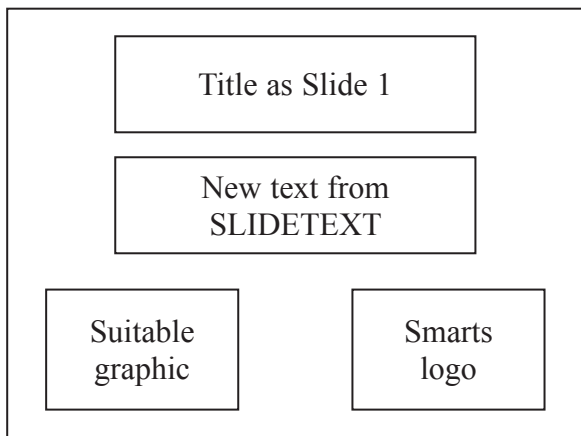 Title as Slide 1
New text from
SLIDETEXT
Suitable
graphic
Smarts
logo